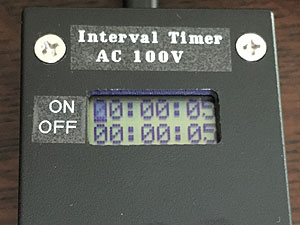 Interval Timer
AC 100V
ON 00:00:05
OFF 00:00:05